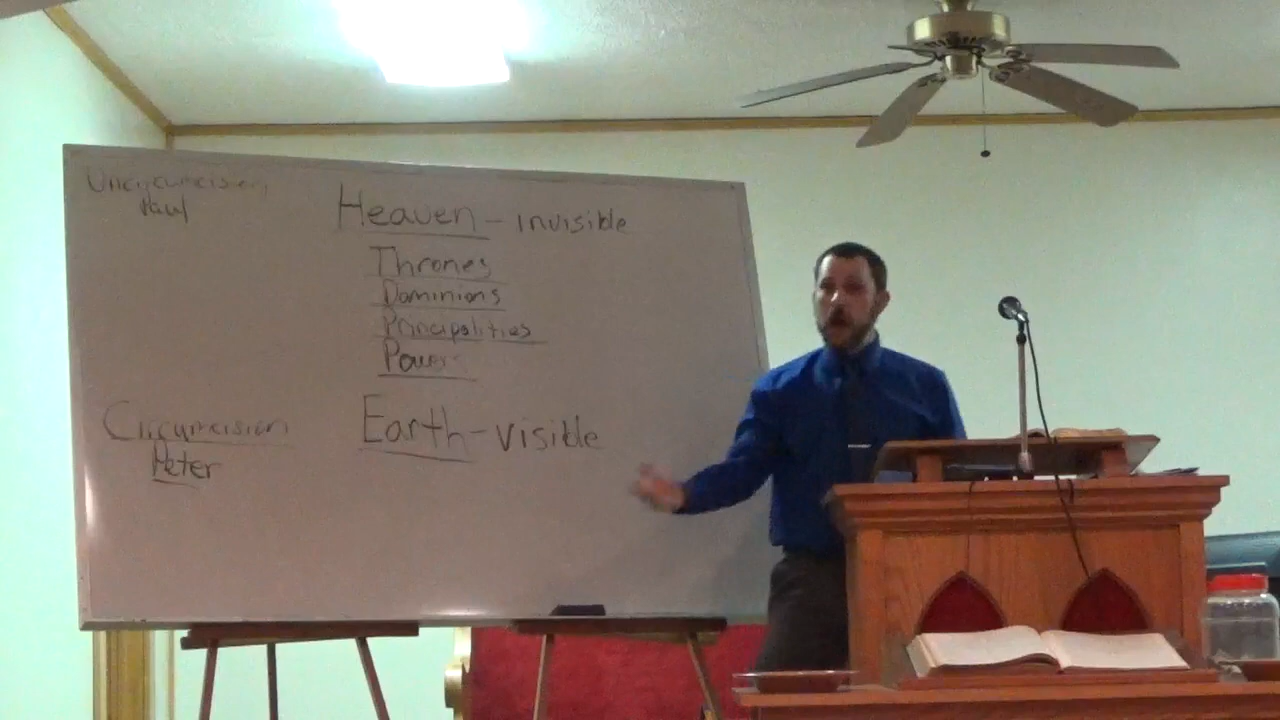 Uncircumcision
Paul
Heaven - invisible
Thrones
Dominions
Principalities
Power
Circumcision
Peter
Earth - visible